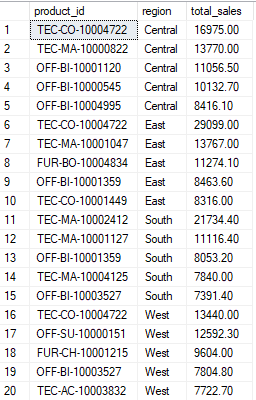 product_id region total_sales
1 TEC-CO-10004722 Central 16975.00
2 TEC-MA-10000822 Central 13770.00
3 OFF-BI-10001120 Central 11056.50
4 OFF-BI-10000545 Central 10132.70
5 OFF-BI-10004995 Central 8416.10
6 TEC-CO-10004722 East 29099.00
7 TEC-MA-10001047 East 13767.00
8 FUR-BO-10004834 East 11274.10
9 OFF-BI-10001359 East 8463.60
10 TEC-CO-10001449 East 8316.00
11 TEC-MA-10002412 South 21734.40
12 TEC-MA-10001127 South 11116.40
13 OFF-BI-10001359 South 8053.20
14 TEC-MA-10004125 South 7840.00
15 OFF-BI-10003527 South 7391.40
16 TEC-CO-10004722 West 13440.00
17 OFF-SU-10000151 West 12592.30
18 FUR-CH-10001215 West 9604.00
19 OFF-BI-10003527 West 7804.80
20 TEC-AC-10003832 West 7722.70